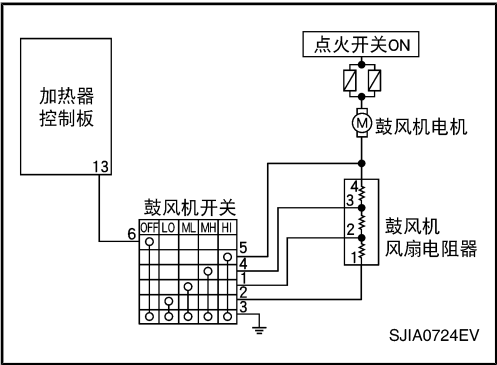 点火开关ON
加热器
控制板
13
M
鼓风机电机
鼓风机开关
6
OFF LO ML MH HI
5
4
1
2
3
4
3
2
1
鼓风机
风扇电阻器
SJIA0724EV